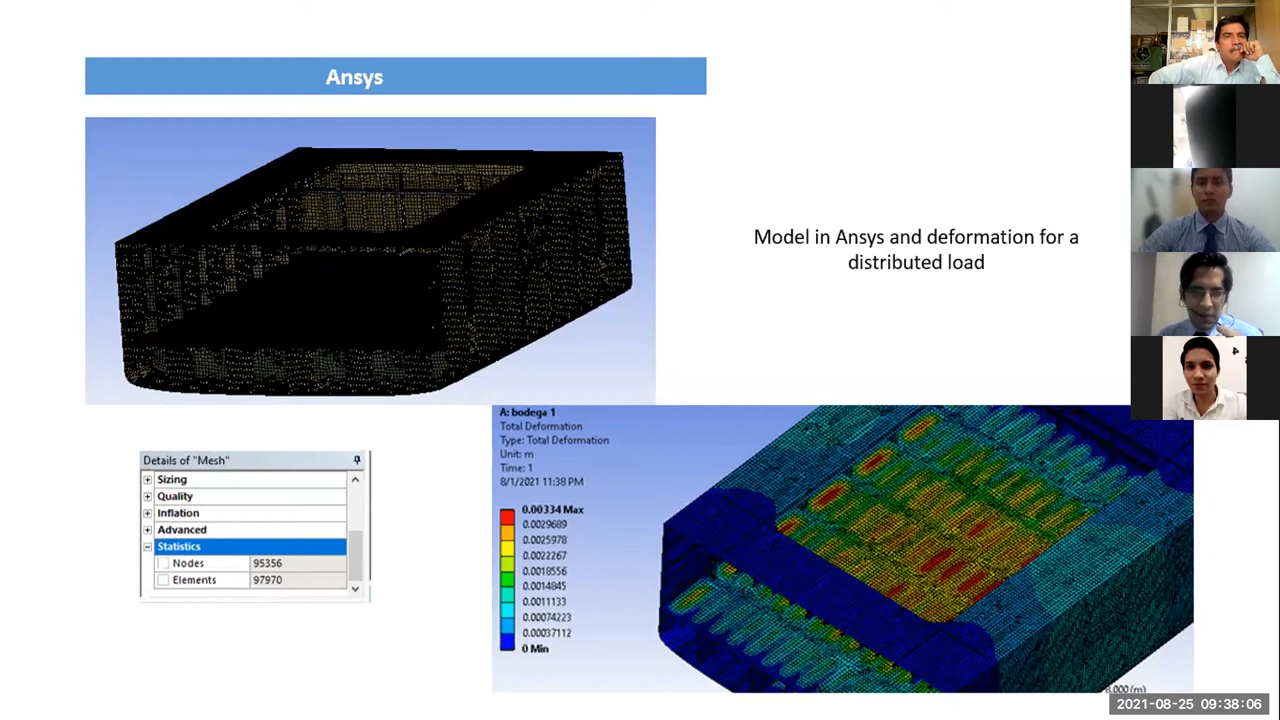 Ansys
Model in Ansys and deformation for a
distributed load
Details of "Mesh"
Sizing
Quality
Inflation
Advanced
Statistics
Nodes 95356
Elements 97970
A: bodega 1
Total Deformation
Type: Total Deformation
Unit: m
Time: 1
8/1/2021 11:38 PM
0.00334 Max
0.0029689
0.0025978
0.0022267
0.0018556
0.0014845
0.0011133
0.00074223
0.00037112
0 Min
8.000 (m)
2021-08-25 09:38:06